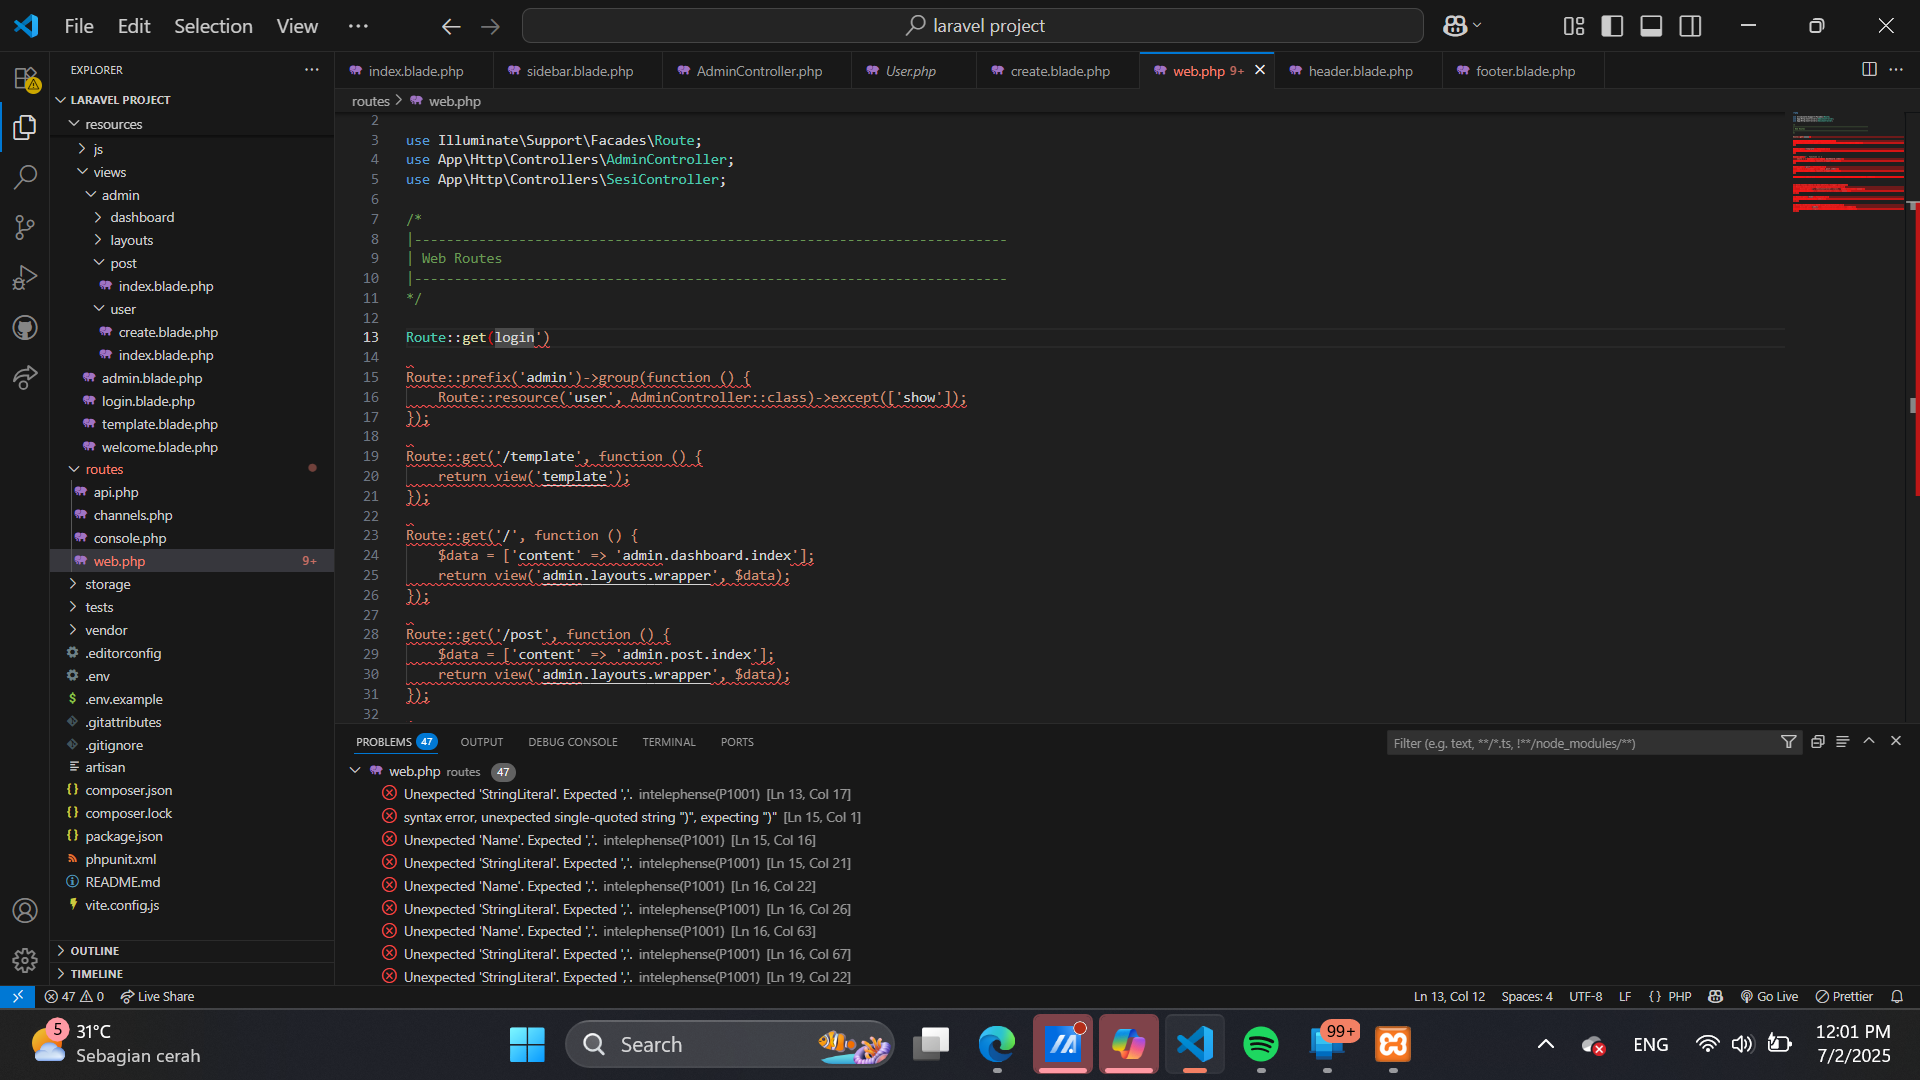 File Edit Selection View ...
laravel project
EXPLORER
LARAVEL PROJECT
resources
js
views
admin
dashboard
layouts
post
index.blade.php
user
create.blade.php
index.blade.php
admin.blade.php
login.blade.php
template.blade.php
welcome.blade.php
routes
api.php
channels.php
console.php
web.php 9+
storage
tests
vendor
.editorconfig
.env
.env.example
.gitattributes
.gitignore
artisan
composer.json
composer.lock
package.json
phpunit.xml
README.md
vite.config.js
OUTLINE
TIMELINE
index.blade.php sidebar.blade.php AdminController.php User.php create.blade.php web.php 9+ header.blade.php footer.blade.php
routes > web.php
2
3 use Illuminate\Support\Facades\Route;
4 use App\Http\Controllers\AdminController;
5 use App\Http\Controllers\SesiController;
6
7 /*
8 |--------------------------------------------------------------------------
9 | Web Routes
10 |--------------------------------------------------------------------------
11 */
12
13 Route::get(login')
14
15 Route::prefix('admin')->group(function () {
16     Route::resource('user', AdminController::class)->except(['show']);
17 });
18
19 Route::get('/template', function () {
20     return view('template');
21 });
22
23 Route::get('/', function () {
24     $data = ['content' => 'admin.dashboard.index'];
25     return view('admin.layouts.wrapper', $data);
26 });
27
28 Route::get('/post', function () {
29     $data = ['content' => 'admin.post.index'];
30     return view('admin.layouts.wrapper', $data);
31 });
32
PROBLEMS 47 OUTPUT DEBUG CONSOLE TERMINAL PORTS
Filter (e.g. text, **/*.ts, !**/node_modules/**)
web.php routes 47
Unexpected 'StringLiteral'. Expected ','. intelephense(P1001) [Ln 13, Col 17]
syntax error, unexpected single-quoted string ")", expecting ")" [Ln 15, Col 1]
Unexpected 'Name'. Expected ','. intelephense(P1001) [Ln 15, Col 16]
Unexpected 'StringLiteral'. Expected ','. intelephense(P1001) [Ln 15, Col 21]
Unexpected 'Name'. Expected ','. intelephense(P1001) [Ln 16, Col 22]
Unexpected 'StringLiteral'. Expected ','. intelephense(P1001) [Ln 16, Col 26]
Unexpected 'Name'. Expected ','. intelephense(P1001) [Ln 16, Col 63]
Unexpected 'StringLiteral'. Expected ','. intelephense(P1001) [Ln 16, Col 67]
Unexpected 'StringLiteral'. Expected ','. intelephense(P1001) [Ln 19, Col 22]
47 0 Live Share
Ln 13, Col 12 Spaces: 4 UTF-8 LF {} PHP Go Live Prettier
5
31°C
Sebagian cerah
Search
99+
ENG
12:01 PM
7/2/2025